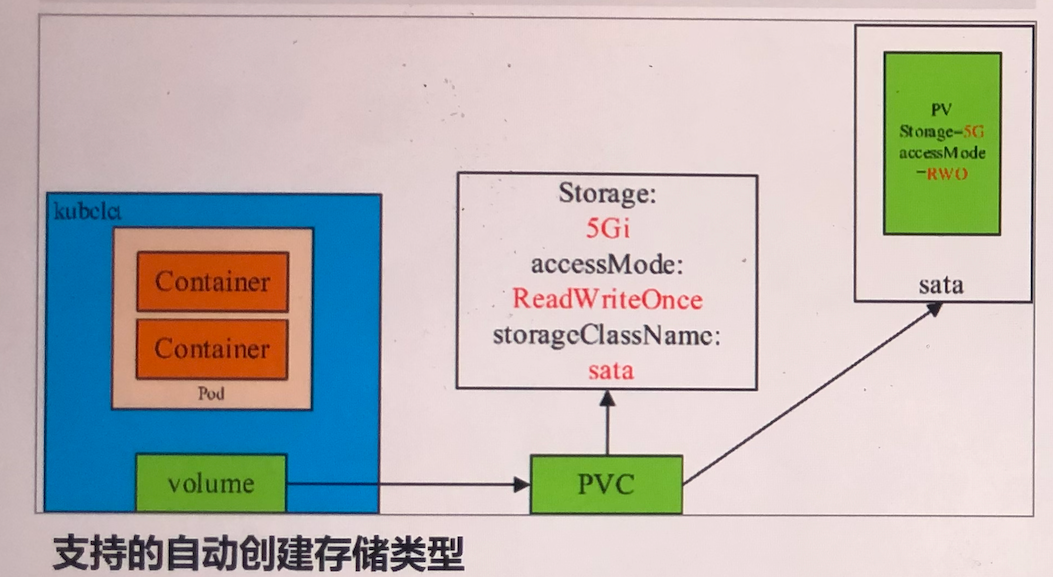 kubelet
Container
Container
Pod
volume
Storage:
5Gi
accessMode:
ReadWriteOnce
storageClassName:
sata
PVC
PV
Storage=5G
accessMode
=RWO
sata
支持的自动创建存储类型